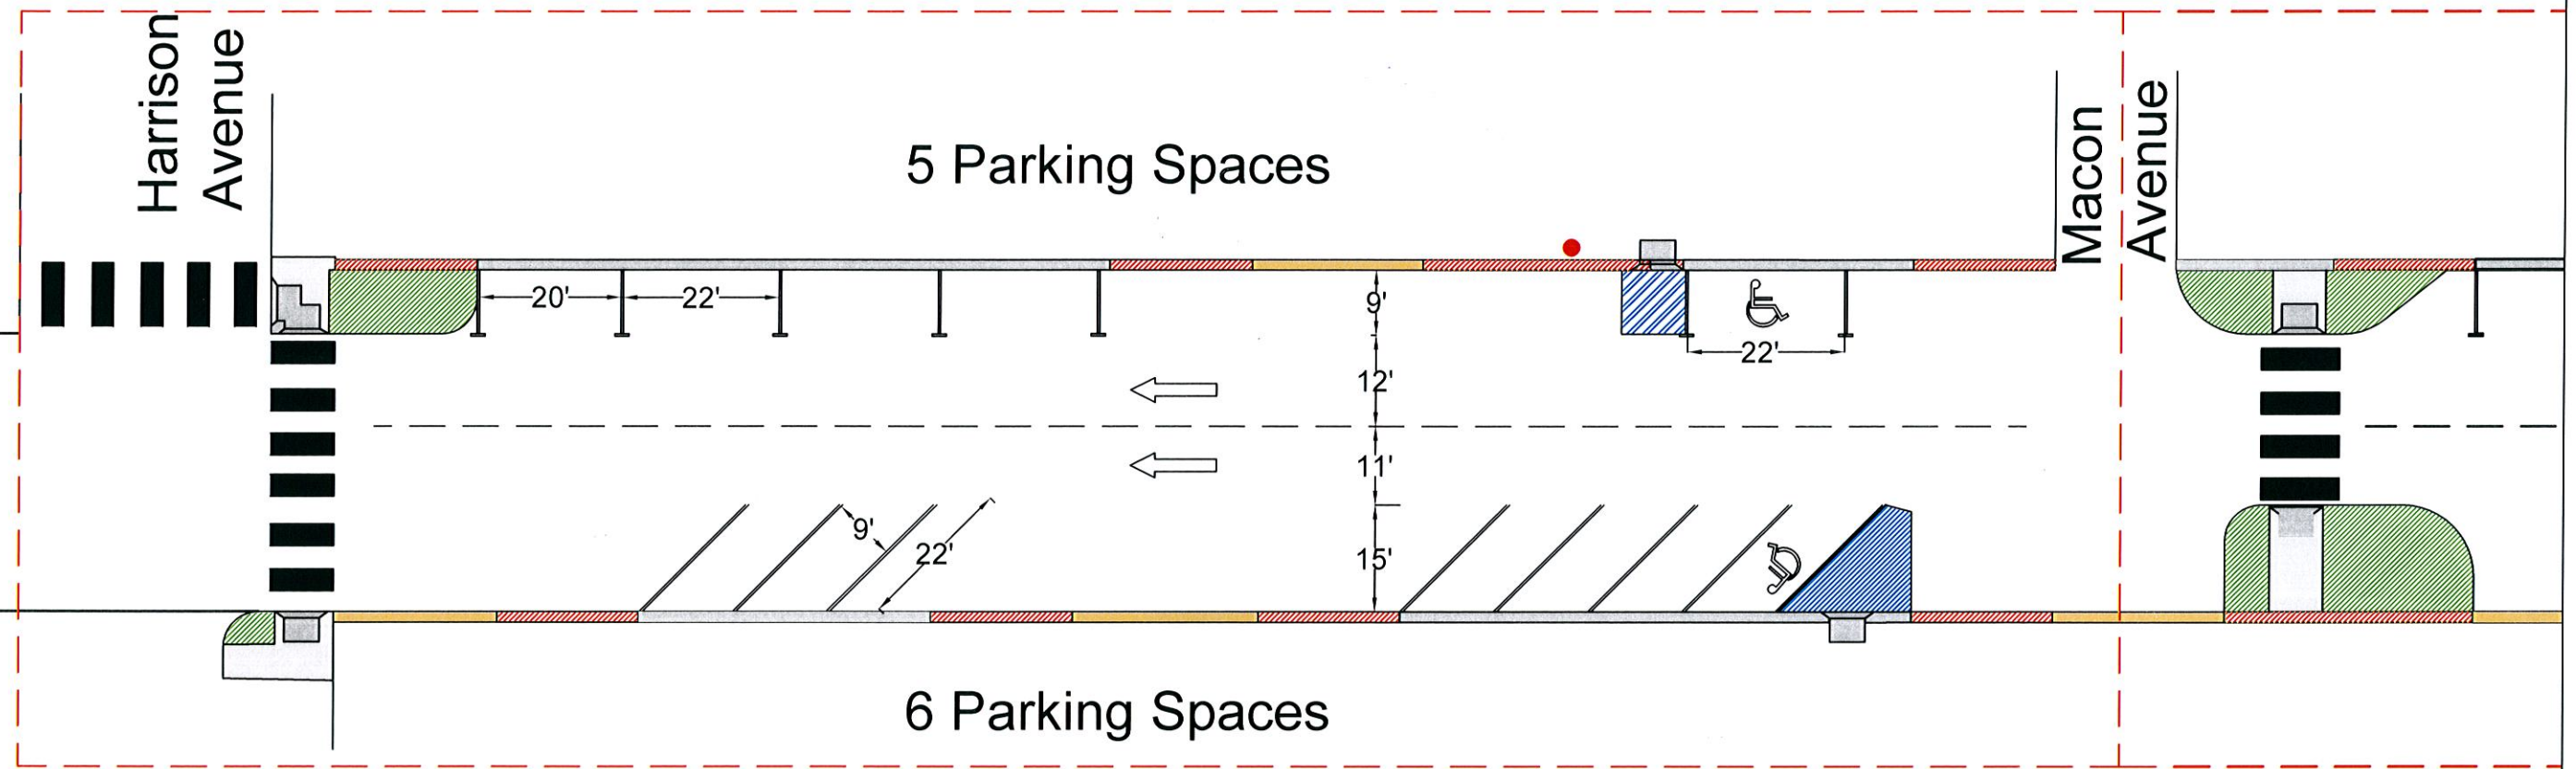 Harrison
Avenue
5 Parking Spaces
Macon
Avenue
20'
22'
9'
22'
12'
11'
9'
22'
15'
6 Parking Spaces